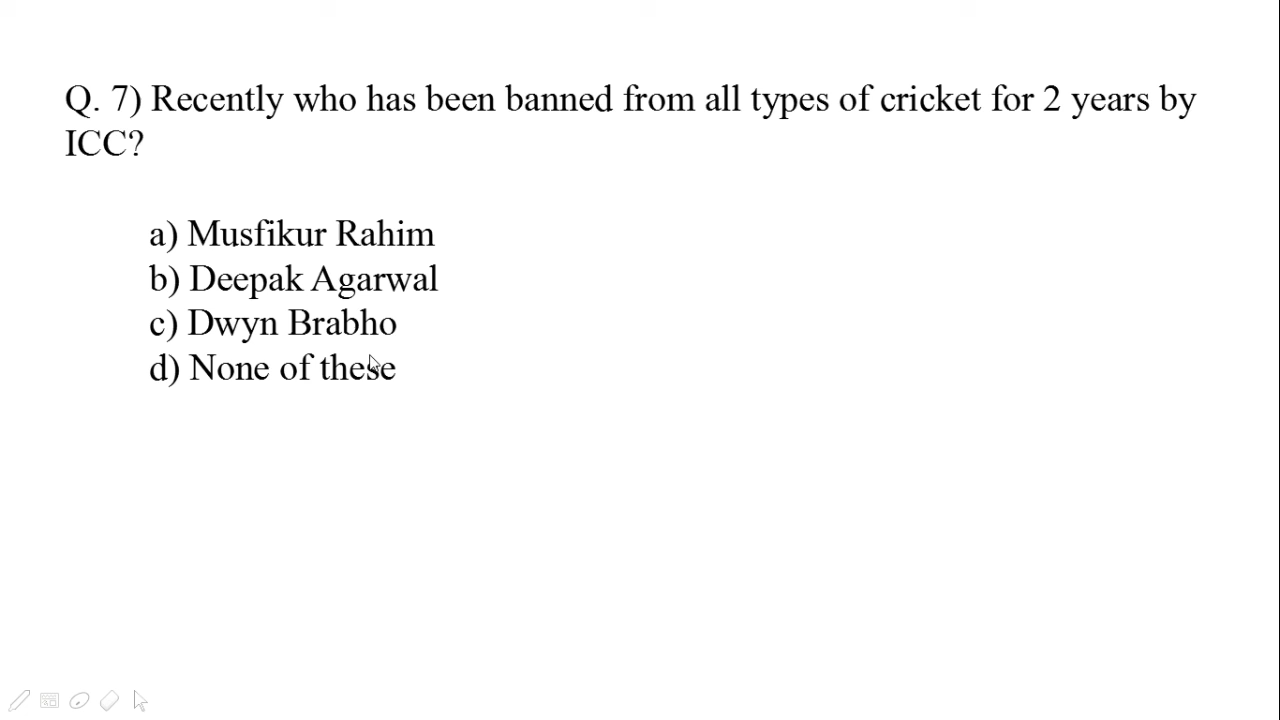 Q. 7) Recently who has been banned from all types of cricket for 2 years by
ICC?
a) Musfikur Rahim
b) Deepak Agarwal
c) Dwyn Brabho
d) None of these